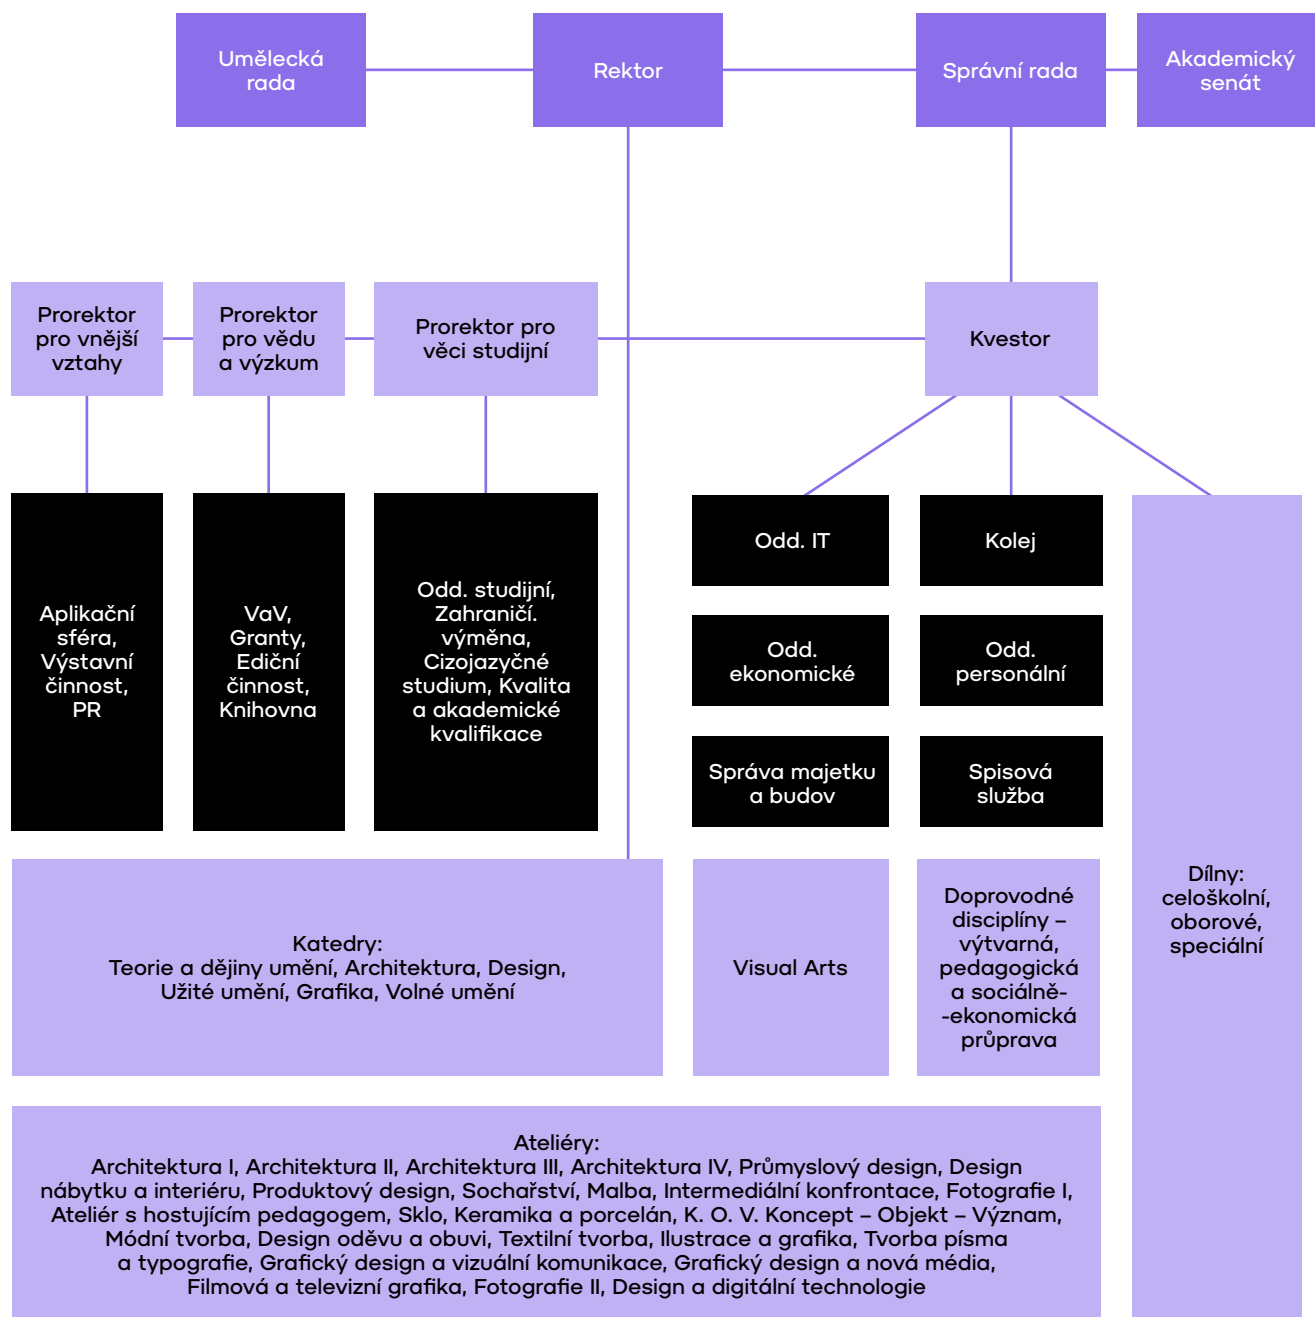 Umělecká
rada
Rektor
Správní rada
Akademický
senát
Prorektor
pro vnější
vztahy
Prorektor
pro vědu
a výzkum
Prorektor pro
věci studijní
Kvestor
Aplikační
sféra,
Výstavní
činnost,
PR
VaV,
Granty,
Ediční
činnost,
Knihovna
Odd. studijní,
Zahraničí.
výměna,
Cizojazyčné
studium, Kvalita
a akademické
kvalifikace
Odd. IT
Kolej
Odd.
ekonomické
Odd.
personální
Správa majetku
a budov
Spisová
služba
Dílny:
celoškolní,
oborové,
speciální
Katedry:
Teorie a dějiny umění, Architektura, Design,
Užité umění, Grafika, Volné umění
Visual Arts
Doprovodné
disciplíny –
výtvarná,
pedagogická
a sociálně-
-ekonomická
průprava
Ateliéry:
Architektura I, Architektura II, Architektura III, Architektura IV, Průmyslový design, Design
nábytku a interiéru, Produktový design, Sochařství, Malba, Intermediální konfrontace, Fotografie I,
Ateliér s hostujícím pedagogem, Sklo, Keramika a porcelán, K. O. V. Koncept – Objekt – Význam,
Módní tvorba, Design oděvu a obuvi, Textilní tvorba, Ilustrace a grafika, Tvorba písma
a typografie, Grafický design a vizuální komunikace, Grafický design a nová média,
Filmová a televizní grafika, Fotografie II, Design a digitální technologie